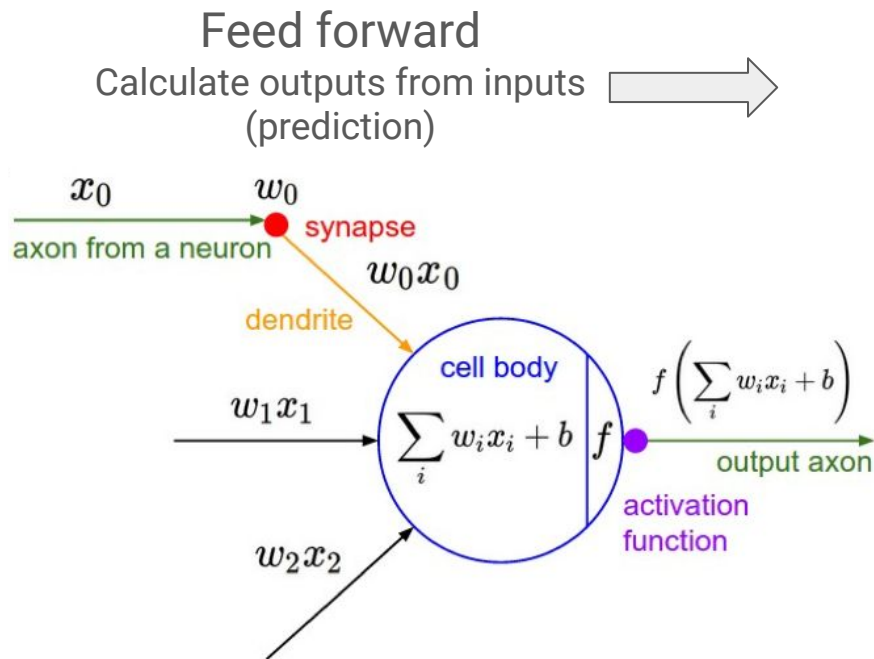 Feed forward
Calculate outputs from inputs
(prediction)
x₀
w₀
synapse
axon from a neuron
w₀x₀
dendrite
cell body
f(∑ᵢ wᵢxᵢ + b)
w₁x₁
∑ᵢ wᵢxᵢ + b
f
output axon
activation
function
w₂x₂